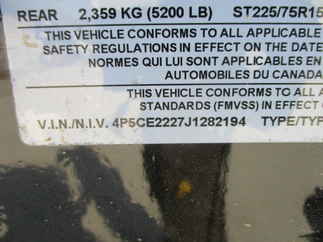 REAR 2,359 KG (5200 LB) ST225/75R15
THIS VEHICLE CONFORMS TO ALL APPLICABLE
SAFETY REGULATIONS IN EFFECT ON THE DATE
NORMES QUI LUI SONT APPLICABLES EN
AUTOMOBILES DU CANADA
THIS VEHICLE CONFORMS TO ALL A
STANDARDS (FMVSS) IN EFFECT
V.I.N./N.I.V. 4P5CE2227J1282194 TYPE/TYP